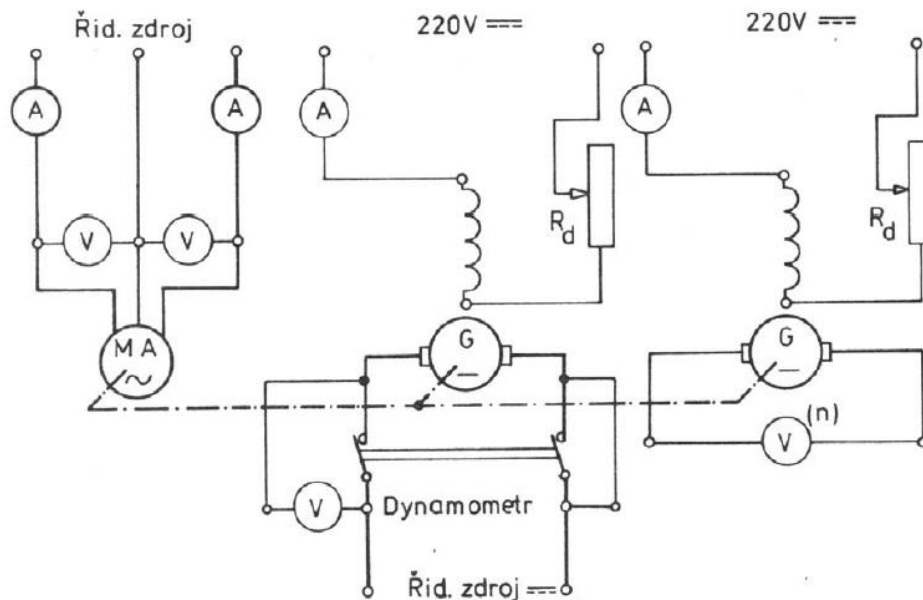 Řid. zdroj
220V
220V
A
A
A
A
V
V
R_d
R_d
M A
G
G
(n)
V
V
Dynamometr
Řid. zdroj